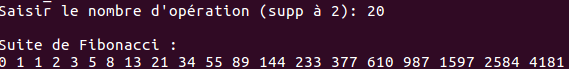 Saisir le nombre d'opération (supp à 2): 20
Suite de Fibonacci :
0 1 1 2 3 5 8 13 21 34 55 89 144 233 377 610 987 1597 2584 4181